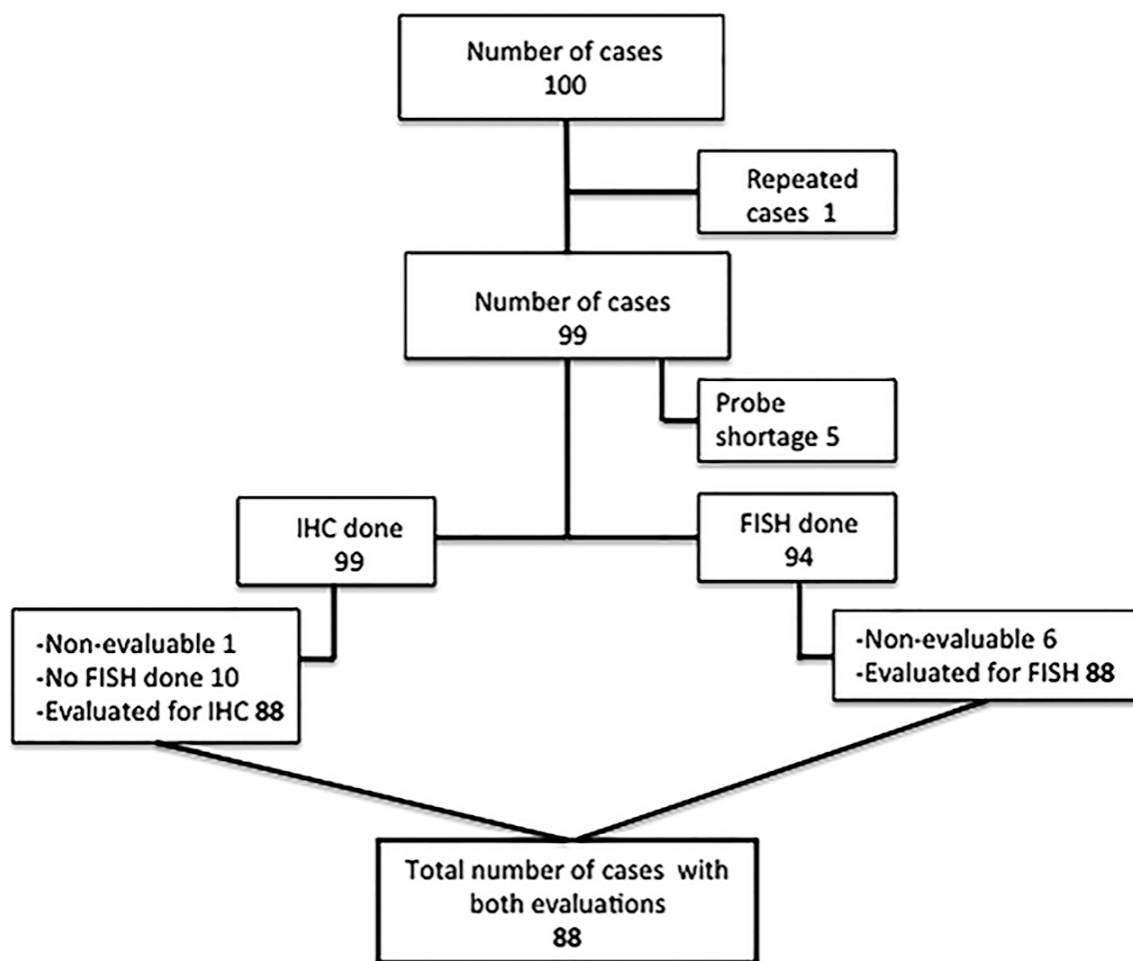 Number of cases
100
Repeated
cases 1
Number of cases
99
Probe
shortage 5
IHC done
99
FISH done
94
-Non-evaluable 1
-No FISH done 10
-Evaluated for IHC 88
-Non-evaluable 6
-Evaluated for FISH 88
Total number of cases with
both evaluations
88